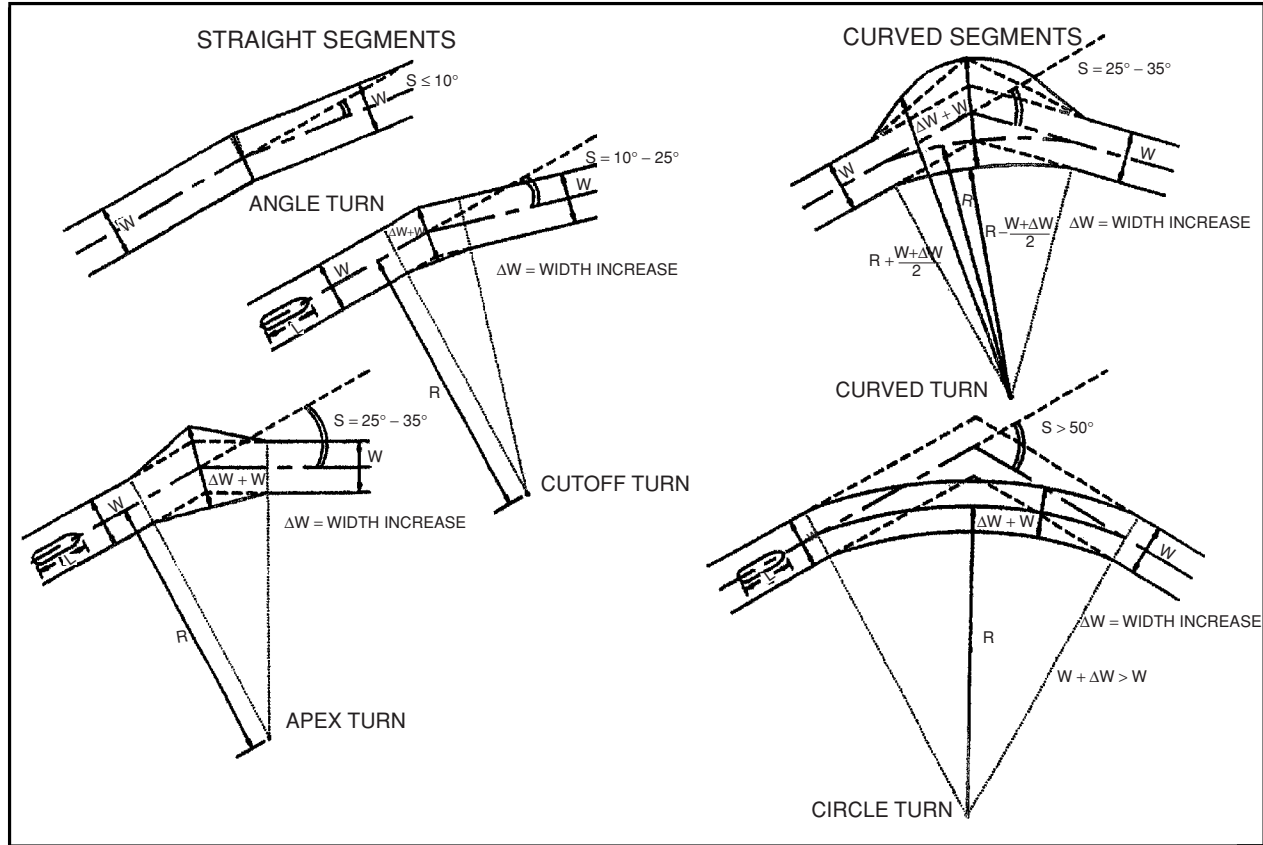 STRAIGHT SEGMENTS
S ≤ 10°
W
W
ANGLE TURN
S = 10° – 25°
W
ΔW+W
W
ΔW = WIDTH INCREASE
L
R
CUTOFF TURN
S = 25° – 35°
W
ΔW + W
W
ΔW = WIDTH INCREASE
L
R
APEX TURN
CURVED SEGMENTS
S = 25° – 35°
ΔW + W
W
W
R
R – W+ΔW
2
R + W+ΔW
2
ΔW = WIDTH INCREASE
CURVED TURN
S > 50°
ΔW + W
W
W
L
ΔW = WIDTH INCREASE
R
W + ΔW > W
CIRCLE TURN